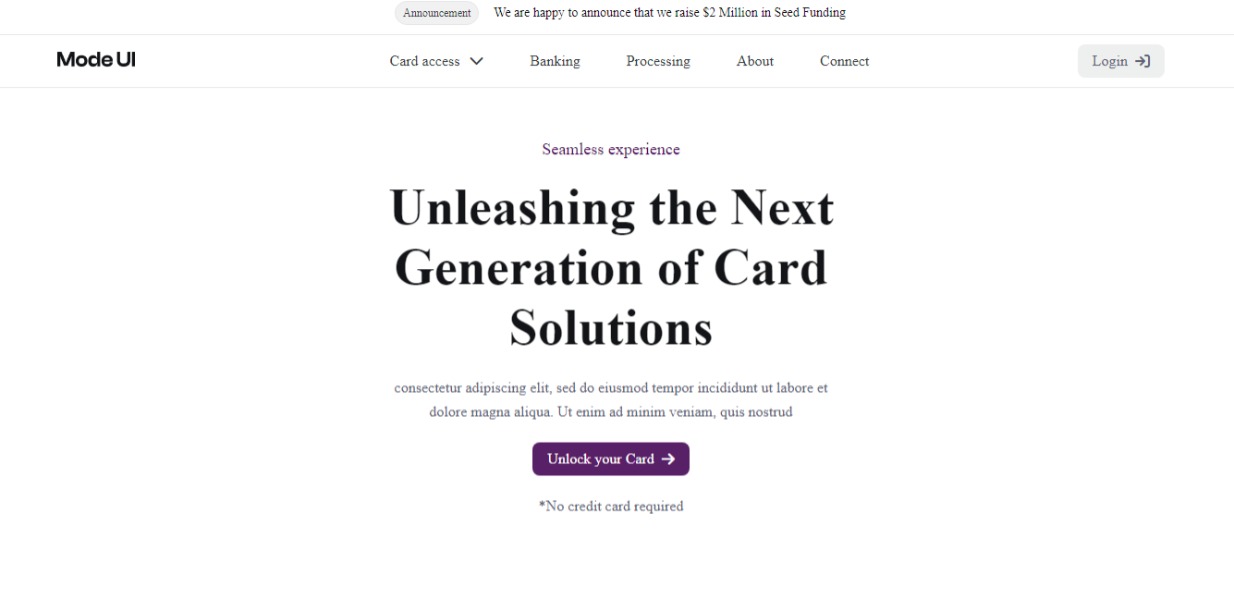 Announcement We are happy to announce that we raise $2 Million in Seed Funding
Mode UI Card access Banking Processing About Connect Login
Seamless experience
Unleashing the Next
Generation of Card
Solutions
consectetur adipiscing elit, sed do eiusmod tempor incididunt ut labore et
dolore magna aliqua. Ut enim ad minim veniam, quis nostrud
Unlock your Card
*No credit card required